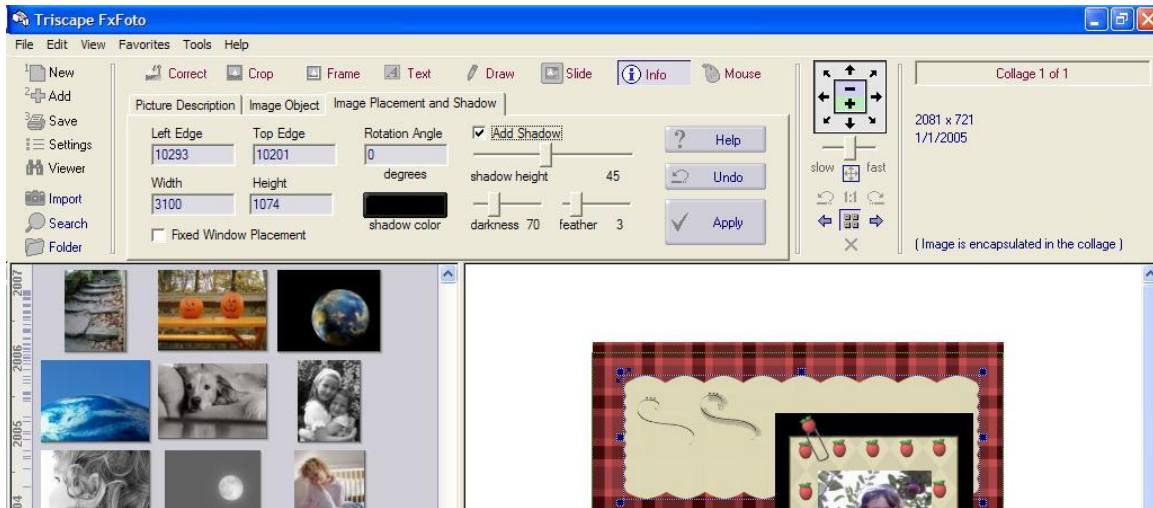 Triscape FxFoto
File Edit View Favorites Tools Help
1 New
2 Add
3 Save
Settings
Viewer
Import
Search
Folder
Correct Crop Frame Text Draw Slide Info Mouse
Picture Description Image Object Image Placement and Shadow
Left Edge Top Edge Rotation Angle Add Shadow
10293 10201 0
degrees shadow height 45
Width Height
3100 1074
shadow color darkness 70 feather 3
Fixed Window Placement
? Help
Undo
Apply
slow fast
1:1
Collage 1 of 1
2081 x 721
1/1/2005
( Image is encapsulated in the collage )
2007
2006
2005
04